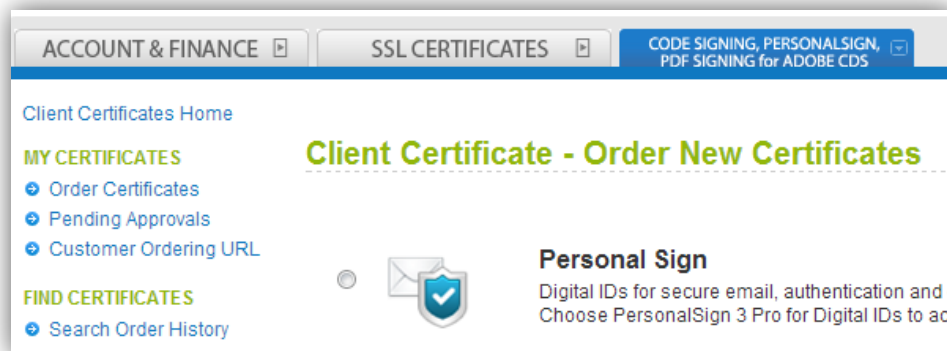 ACCOUNT & FINANCE
SSL CERTIFICATES
CODE SIGNING, PERSONALSIGN,
PDF SIGNING for ADOBE CDS
Client Certificates Home
MY CERTIFICATES
Order Certificates
Pending Approvals
Customer Ordering URL
FIND CERTIFICATES
Search Order History
Client Certificate - Order New Certificates
Personal Sign
Digital IDs for secure email, authentication and
Choose PersonalSign 3 Pro for Digital IDs to